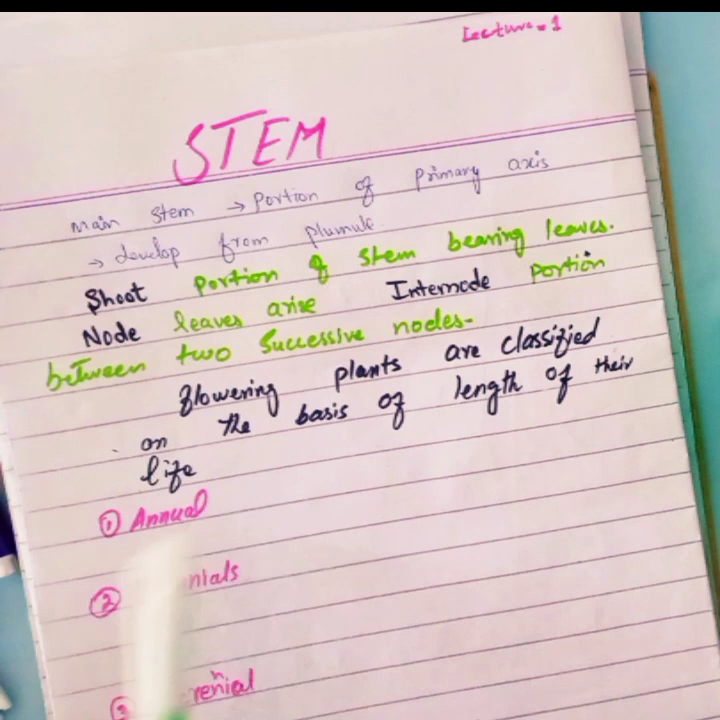 Lecture. 1
STEM
main stem → portion of primary axis
→ develop from plumule.
Shoot portion of stem bearing leaves.
Node leaves arise Internode portion
between two successive nodes-
flowering plants are classified
on the basis of length of their
life
① Annual
② nials
③ renial